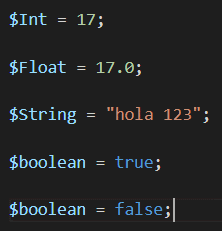 $Int = 17;
$Float = 17.0;
$String = "hola 123";
$boolean = true;
$boolean = false;